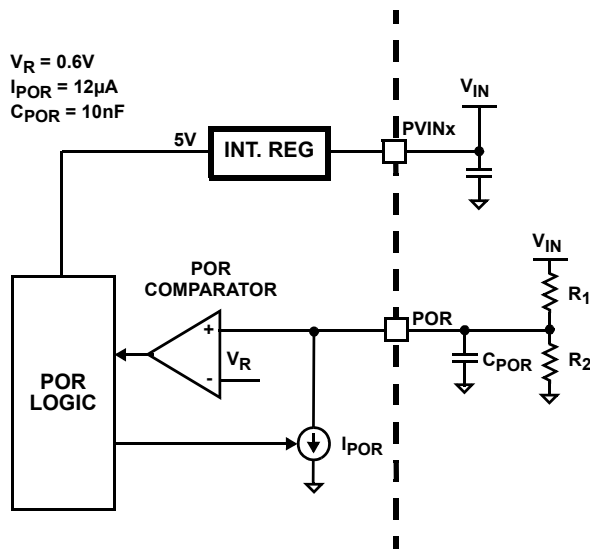 V_R = 0.6V
I_POR = 12µA
C_POR = 10nF
5V
INT. REG
PVINx
V_IN
POR
COMPARATOR
+
-
V_R
POR
LOGIC
I_POR
POR
C_POR
V_IN
R_1
R_2